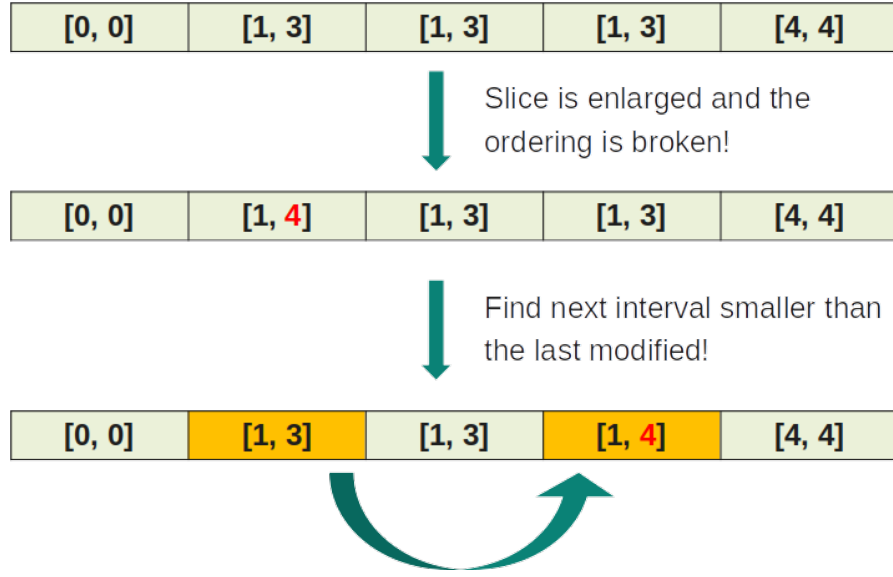 [0, 0] [1, 3] [1, 3] [1, 3] [4, 4]
Slice is enlarged and the
ordering is broken!
[0, 0] [1, 4] [1, 3] [1, 3] [4, 4]
Find next interval smaller than
the last modified!
[0, 0] [1, 3] [1, 3] [1, 4] [4, 4]